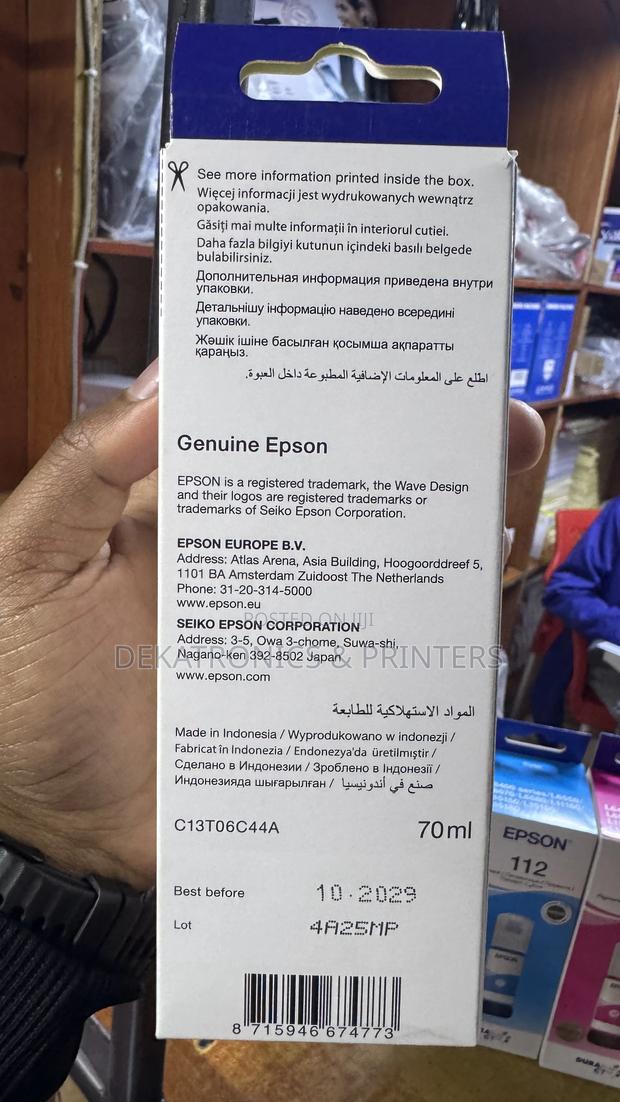 See more information printed inside the box.
Więcej informacji jest wydrukowanych wewnątrz
opakowania.
Găsiți mai multe informații în interiorul cutiei.
Daha fazla bilgiyi kutunun içindeki basılı belgede
bulabilirsiniz.
Дополнительная информация приведена внутри
упаковки.
Детальнішу інформацію наведено всередині
упаковки.
Жәшік ішіне басылған қосымша ақпаратты
қараңыз.
اطلع على المعلومات الإضافية المطبوعة داخل العبوة.
Genuine Epson
EPSON is a registered trademark, the Wave Design
and their logos are registered trademarks or
trademarks of Seiko Epson Corporation.
EPSON EUROPE B.V.
Address: Atlas Arena, Asia Building, Hoogoorddreef 5,
1101 BA Amsterdam Zuidoost The Netherlands
Phone: 31-20-314-5000
www.epson.eu
POSTED ON JIJI
SEIKO EPSON CORPORATION
Address: 3-5, Owa 3-chome, Suwa-shi,
DEKATRONICS & PRINTERS
Nagano-ken 392-8502 Japan
www.epson.com
المواد الاستهلاكية للطابعة
Made in Indonesia / Wyprodukowano w indonezji /
Fabricat în Indonezia / Endonezya'da üretilmıştir /
Сделано в Индонезии / Зроблено в Індонезії /
Индонезияда шығарылған / صنع في أندونيسيا
C13T06C44A 70ml
Best before 10.2029
Lot 4A25MP
8 715946 674773
EPSON
112
EPSON